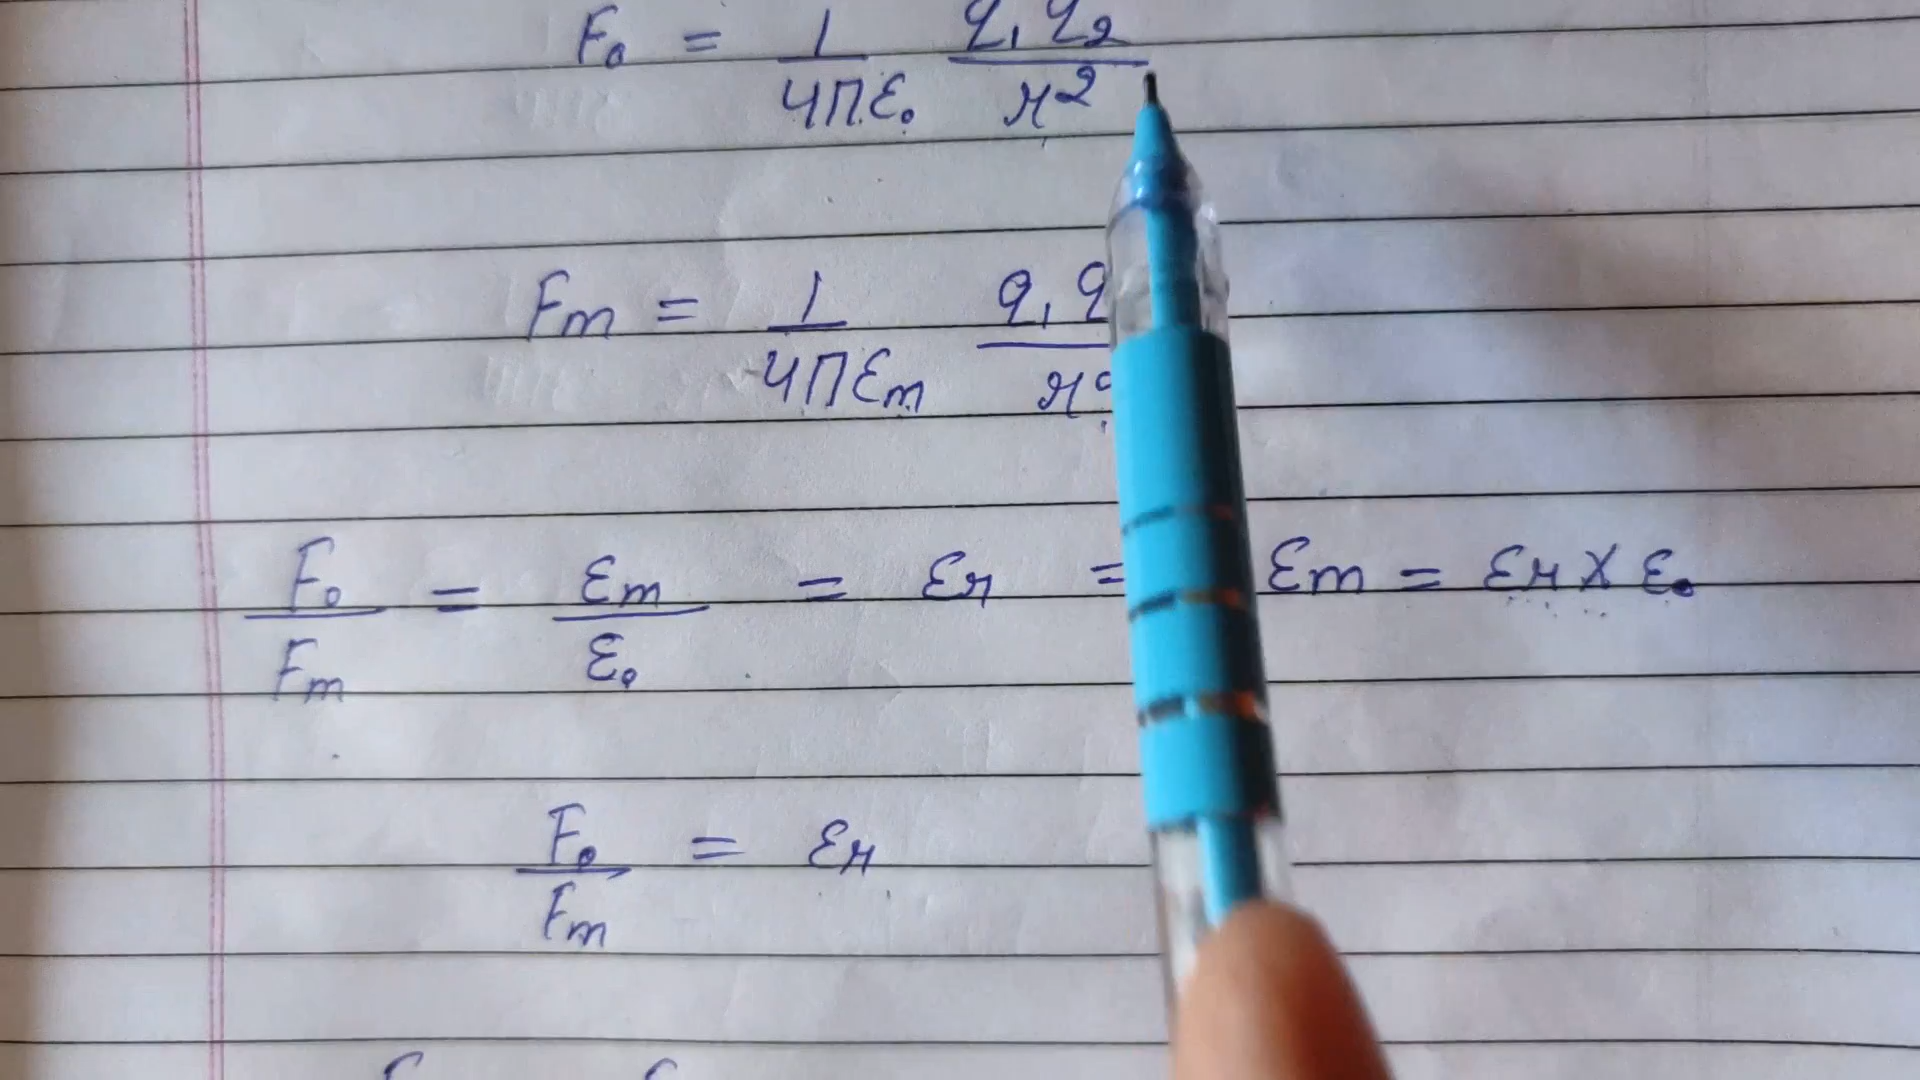 F₀ = 1/4πε₀ q₁q₂/r²
Fm = 1/4πεm q₁q/r²
F₀/Fm = εm/ε₀ = εr = εm = εr × ε₀
F₀/Fm = εr